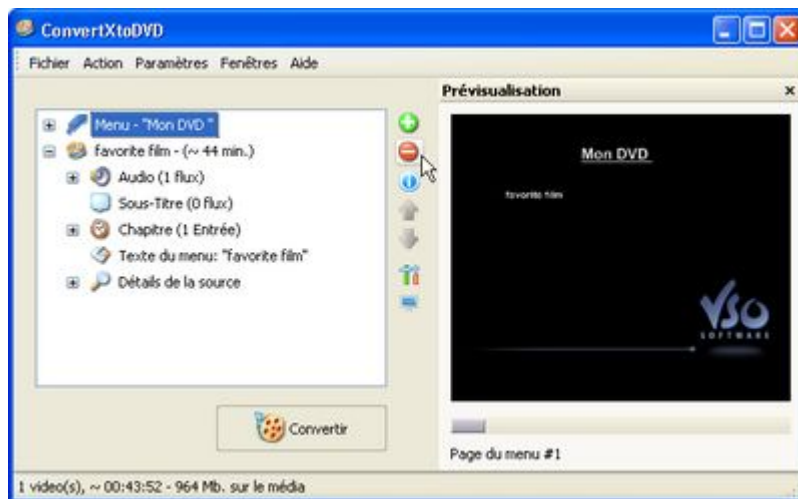 ConvertXtoDVD
Fichier Action Paramètres Fenêtres Aide
Menu - "Mon DVD "
favorite film - (~ 44 min.)
Audio (1 flux)
Sous-Titre (0 flux)
Chapitre (1 Entrée)
Texte du menu: "favorite film"
Détails de la source
Convertir
Prévisualisation
Mon DVD
favorite film
VSO
SOFTWARE
Page du menu #1
1 video(s), ~ 00:43:52 - 964 Mb. sur le média